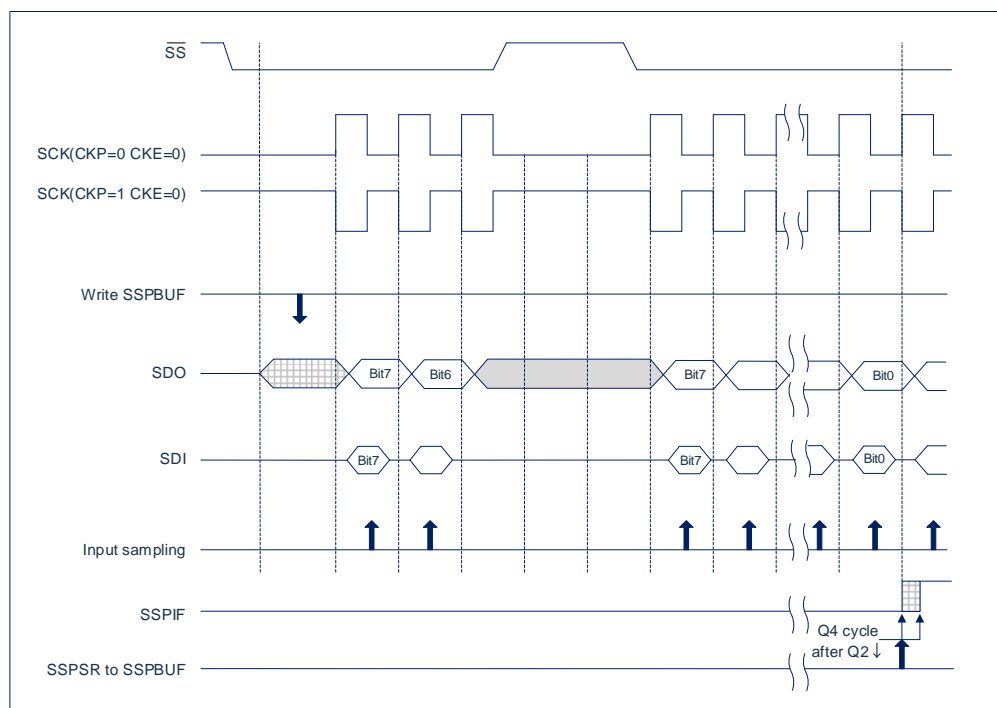 SS
SCK(CKP=0 CKE=0)
SCK(CKP=1 CKE=0)
Write SSPBUF
SDO
Bit7
Bit6
Bit7
Bit0
SDI
Bit7
Bit7
Bit0
Input sampling
SSPIF
Q4 cycle
after Q2 ↓
SSPSR to SSPBUF